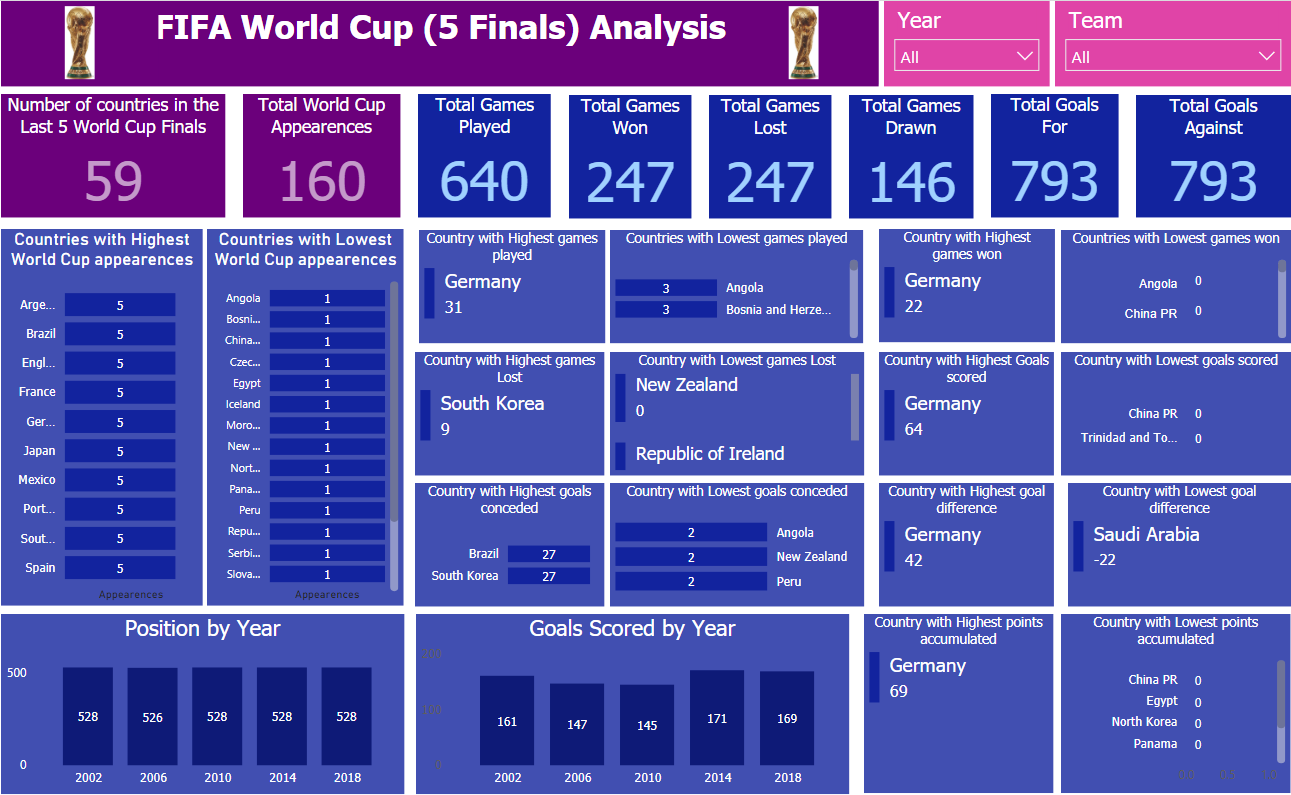 FIFA World Cup (5 Finals) Analysis
Year
All
Team
All
Number of countries in the
Last 5 World Cup Finals
59
Total World Cup
Appearences
160
Total Games
Played
640
Total Games
Won
247
Total Games
Lost
247
Total Games
Drawn
146
Total Goals
For
793
Total Goals
Against
793
Countries with Highest
World Cup appearences
Arge... 5
Brazil 5
Engl... 5
France 5
Ger... 5
Japan 5
Mexico 5
Port... 5
Sout... 5
Spain 5
Appearences
Countries with Lowest
World Cup appearences
Angola 1
Bosni... 1
China... 1
Czec... 1
Egypt 1
Iceland 1
Moro... 1
New ... 1
Nort... 1
Pana... 1
Peru 1
Repu... 1
Serbi... 1
Slova... 1
Appearences
Country with Highest games
played
Germany
31
Countries with Lowest games played
3 Angola
3 Bosnia and Herze...
Country with Highest
games won
Germany
22
Countries with Lowest games won
Angola 0
China PR 0
Country with Highest games
Lost
South Korea
9
Country with Lowest games Lost
New Zealand
0
Republic of Ireland
Country with Highest Goals
scored
Germany
64
Country with Lowest goals scored
China PR 0
Trinidad and To... 0
Country with Highest goals
conceded
Brazil 27
South Korea 27
Country with Lowest goals conceded
2 Angola
2 New Zealand
2 Peru
Country with Highest goal
difference
Germany
42
Country with Lowest goal
difference
Saudi Arabia
-22
Position by Year
500
0
528 526 528 528 528
2002 2006 2010 2014 2018
Goals Scored by Year
200
100
0
161 147 145 171 169
2002 2006 2010 2014 2018
Country with Highest points
accumulated
Germany
69
Country with Lowest points
accumulated
China PR 0
Egypt 0
North Korea 0
Panama 0
0.0 0.5 1.0